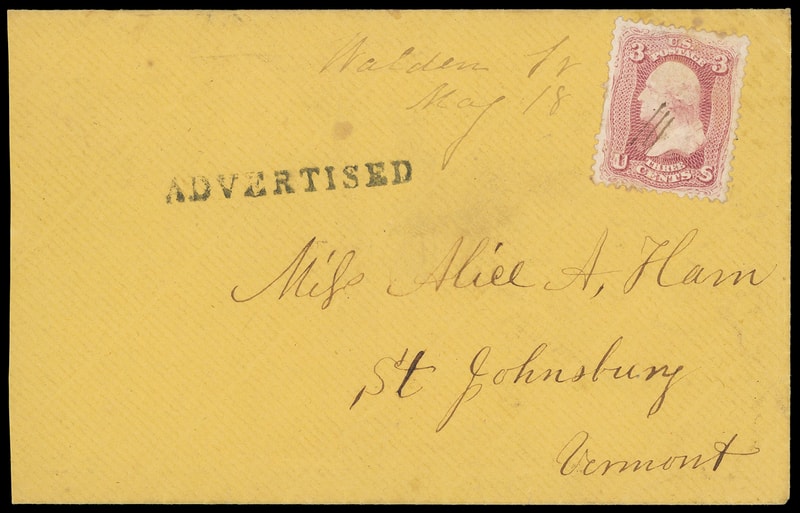 Walden Vt
May 18
3 U.S. 3
POSTAGE
THREE
U CENTS S
ADVERTISED
Miss Alice A, Ham
St Johnsbury
Vermont